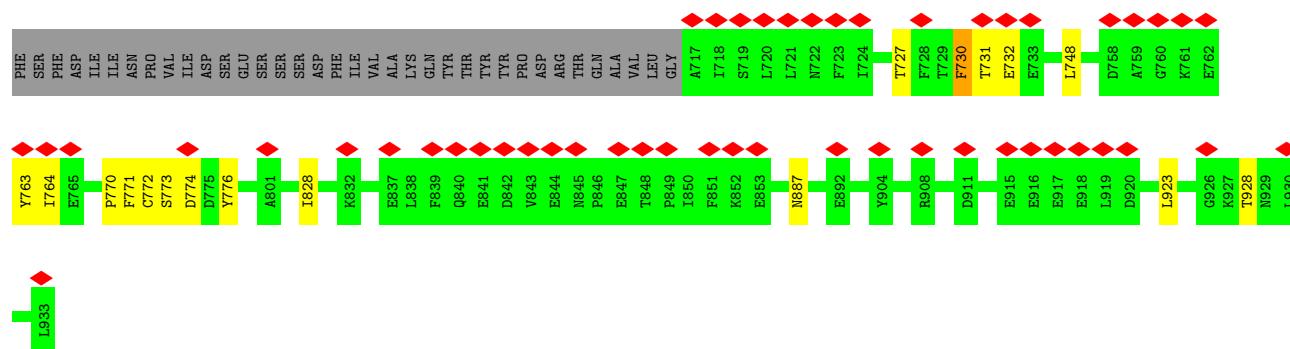 PHE SER PHE ASP ILE ILE ASN PRO VAL ILE ASP SER GLU SER SER SER ASP PHE ILE VAL ALA LYS GLN TYR THR TYR TYR PRO ASP ARG THR GLN ALA VAL LEU GLY A717 I718 S719 L720 L721 N722 F723 I724 T727 F728 T729 F730 T731 E732 E733 L748 D758 A759 G760 K761 E762
Y763 I764 E765 P770 F771 C772 S773 D774 D775 Y776 A801 I828 K832 E837 L838 F839 Q840 E841 D842 V843 E844 N845 P846 E847 T848 P849 I850 F851 K852 E853 N887 E892 Y904 R908 D911 E915 E916 E917 E918 L919 D920 L923 G926 K927 T928 N929 L930
L933